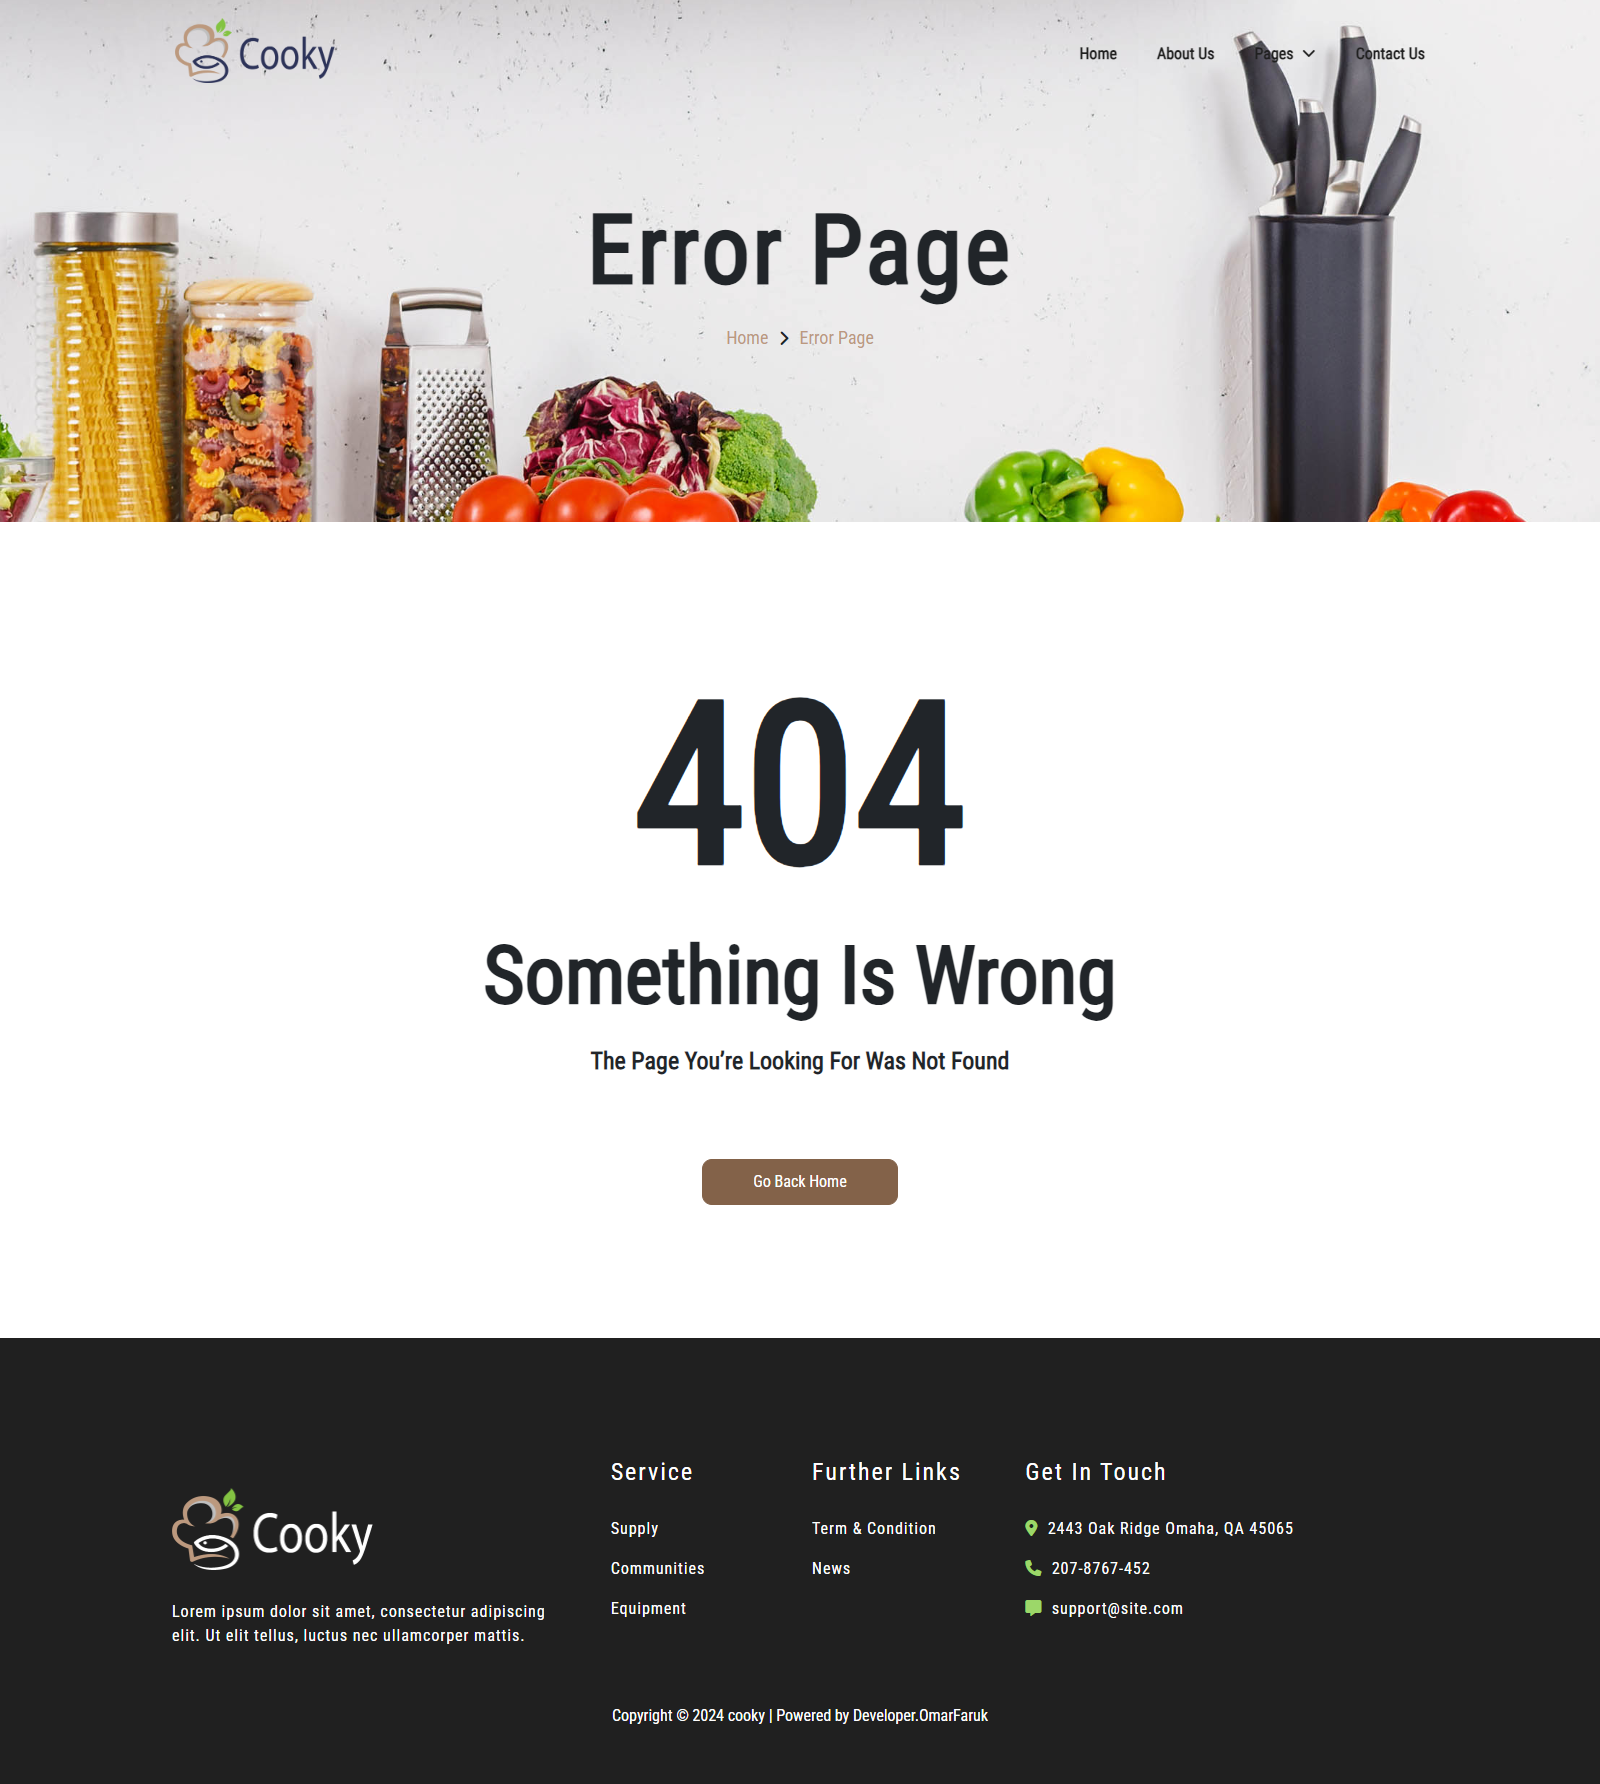 Cooky
Home About Us Pages Contact Us
Error Page
Home Error Page
404
Something Is Wrong
The Page You’re Looking For Was Not Found
Go Back Home
Cooky
Lorem ipsum dolor sit amet, consectetur adipiscing
elit. Ut elit tellus, luctus nec ullamcorper mattis.
Service
Supply
Communities
Equipment
Further Links
Term & Condition
News
Get In Touch
2443 Oak Ridge Omaha, QA 45065
207-8767-452
support@site.com
Copyright © 2024 cooky | Powered by Developer.OmarFaruk